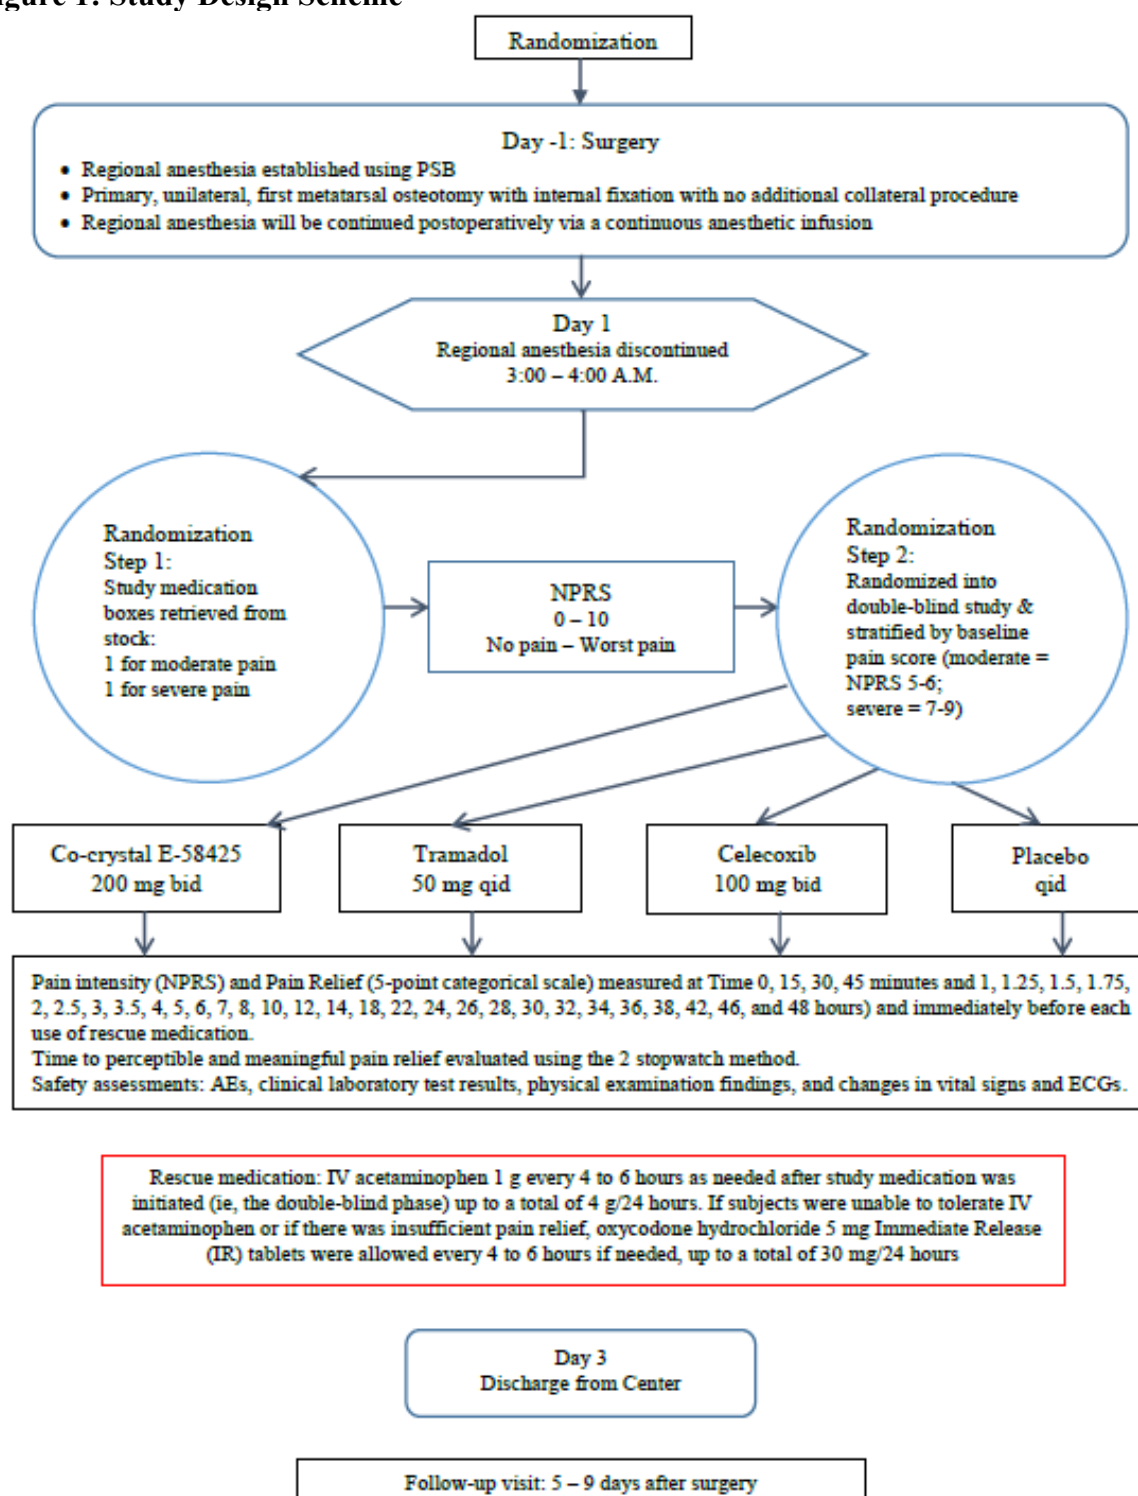 igure 1: Study Design Scheme
Randomization
Day -1: Surgery
• Regional anesthesia established using PSB
• Primary, unilateral, first metatarsal osteotomy with internal fixation with no additional collateral procedure
• Regional anesthesia will be continued postoperatively via a continuous anesthetic infusion
Day 1
Regional anesthesia discontinued
3:00 – 4:00 A.M.
Randomization
Step 1:
Study medication
boxes retrieved from
stock:
1 for moderate pain
1 for severe pain
NPRS
0 – 10
No pain – Worst pain
Randomization
Step 2:
Randomized into
double-blind study &
stratified by baseline
pain score (moderate =
NPRS 5-6;
severe = 7-9)
Co-crystal E-58425
200 mg bid
Tramadol
50 mg qid
Celecoxib
100 mg bid
Placebo
qid
Pain intensity (NPRS) and Pain Relief (5-point categorical scale) measured at Time 0, 15, 30, 45 minutes and 1, 1.25, 1.5, 1.75,
2, 2.5, 3, 3.5, 4, 5, 6, 7, 8, 10, 12, 14, 18, 22, 24, 26, 28, 30, 32, 34, 36, 38, 42, 46, and 48 hours) and immediately before each
use of rescue medication.
Time to perceptible and meaningful pain relief evaluated using the 2 stopwatch method.
Safety assessments: AEs, clinical laboratory test results, physical examination findings, and changes in vital signs and ECGs.
Rescue medication: IV acetaminophen 1 g every 4 to 6 hours as needed after study medication was
initiated (ie, the double-blind phase) up to a total of 4 g/24 hours. If subjects were unable to tolerate IV
acetaminophen or if there was insufficient pain relief, oxycodone hydrochloride 5 mg Immediate Release
(IR) tablets were allowed every 4 to 6 hours if needed, up to a total of 30 mg/24 hours
Day 3
Discharge from Center
Follow-up visit: 5 – 9 days after surgery